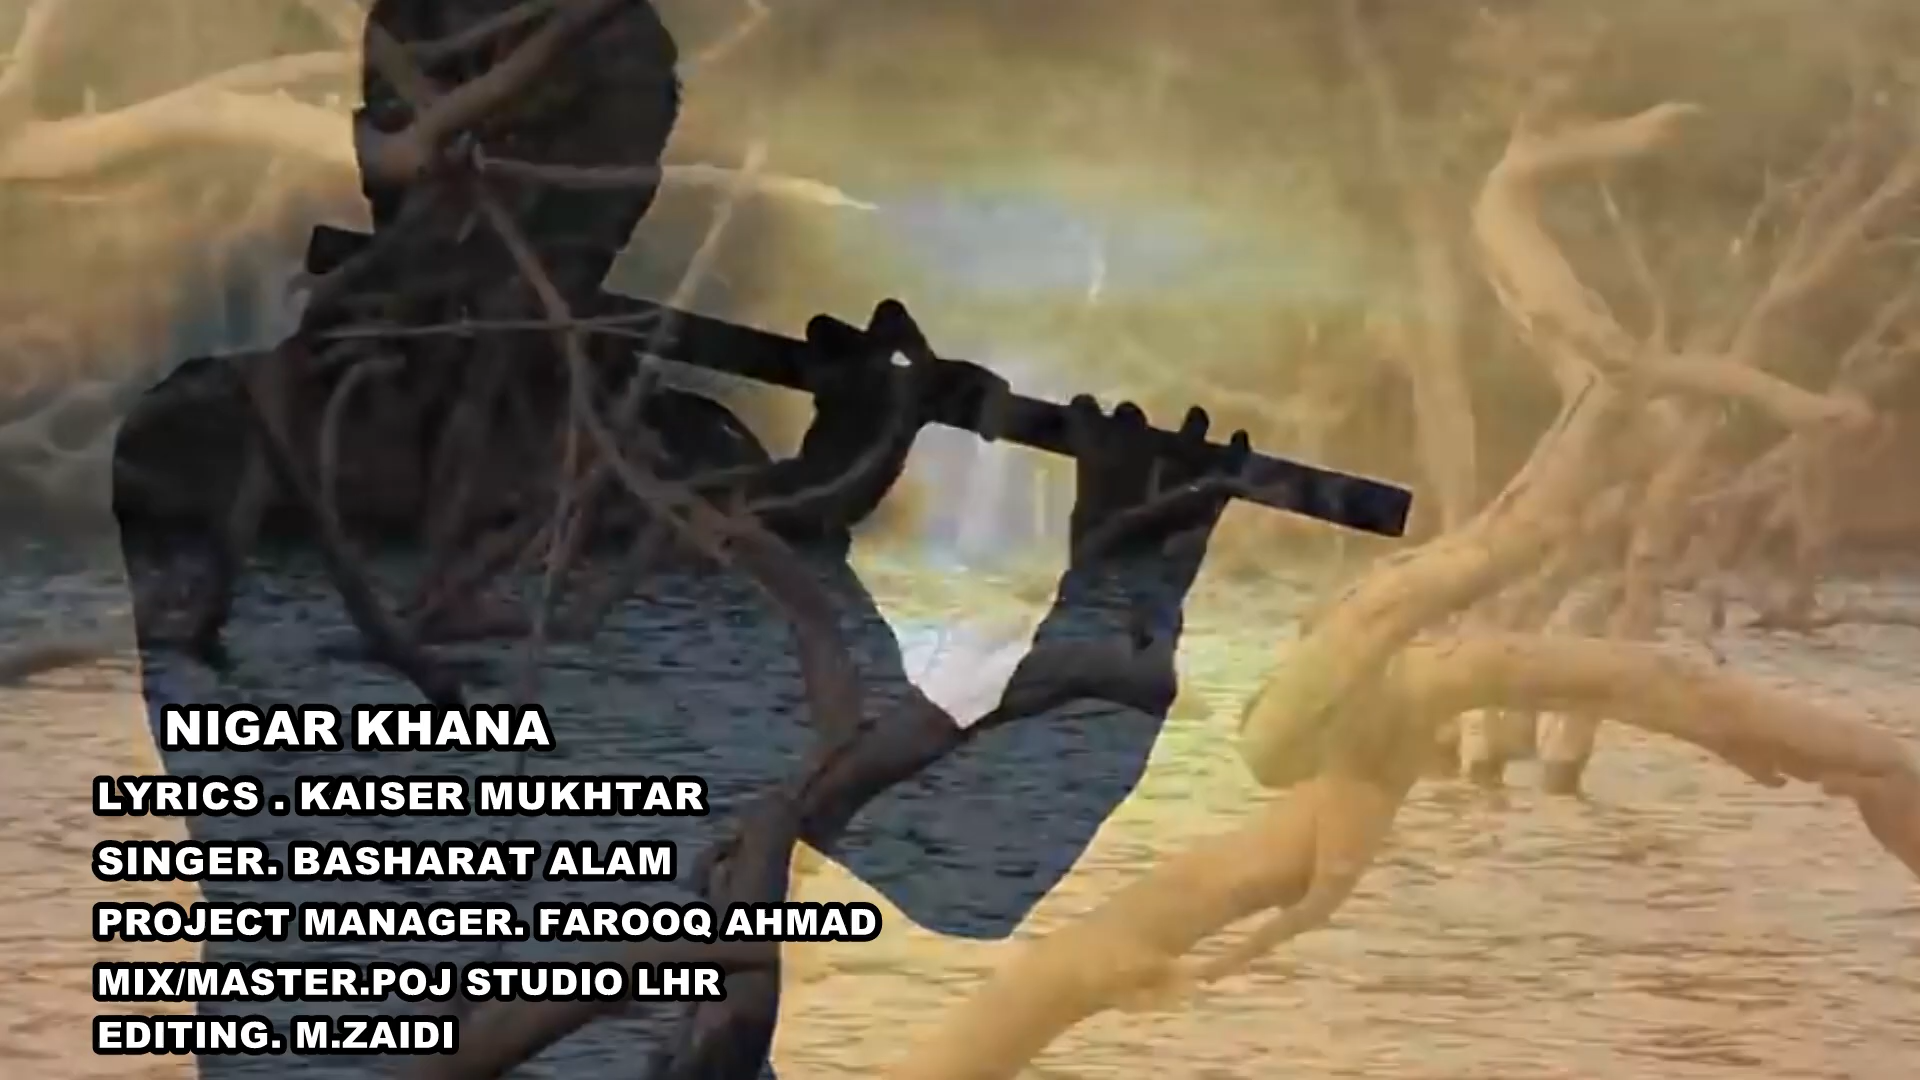 NIGAR KHANA
LYRICS . KAISER MUKHTAR
SINGER. BASHARAT ALAM
PROJECT MANAGER. FAROOQ AHMAD
MIX/MASTER.POJ STUDIO LHR
EDITING. M.ZAIDI